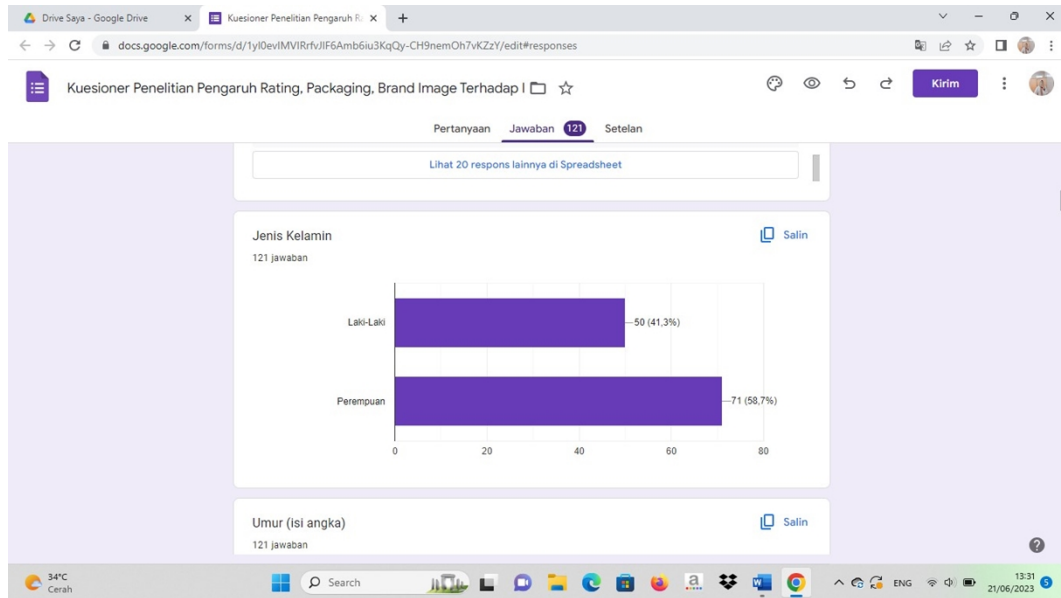 Drive Saya - Google Drive
Kuesioner Penelitian Pengaruh Ra
docs.google.com/forms/d/1yl0evIMVIRrfvJIF6Amb6iu3KqQy-CH9nemOh7vKZzY/edit#responses
Kuesioner Penelitian Pengaruh Rating, Packaging, Brand Image Terhadap I
Kirim
Pertanyaan Jawaban 121 Setelan
Lihat 20 respons lainnya di Spreadsheet
Jenis Kelamin
Salin
121 jawaban
Laki-Laki
50 (41,3%)
Perempuan
71 (58,7%)
0 20 40 60 80
Umur (isi angka)
Salin
121 jawaban
34°C
Cerah
Search
ENG
13:31
21/06/2023
5